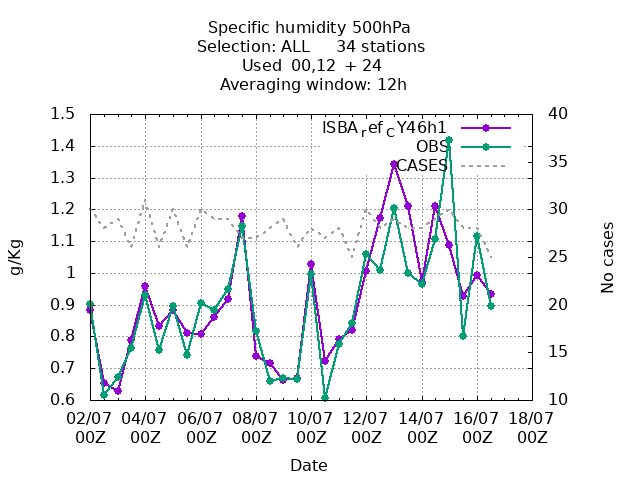 Specific humidity 500hPa
Selection: ALL 34 stations
Used 00,12 + 24
Averaging window: 12h
ISBA_ref_CY46h1
OBS
CASES
g/Kg
1.5
1.4
1.3
1.2
1.1
1
0.9
0.8
0.7
0.6
No cases
40
35
30
25
20
15
10
02/07 04/07 06/07 08/07 10/07 12/07 14/07 16/07 18/07
00Z 00Z 00Z 00Z 00Z 00Z 00Z 00Z 00Z
Date